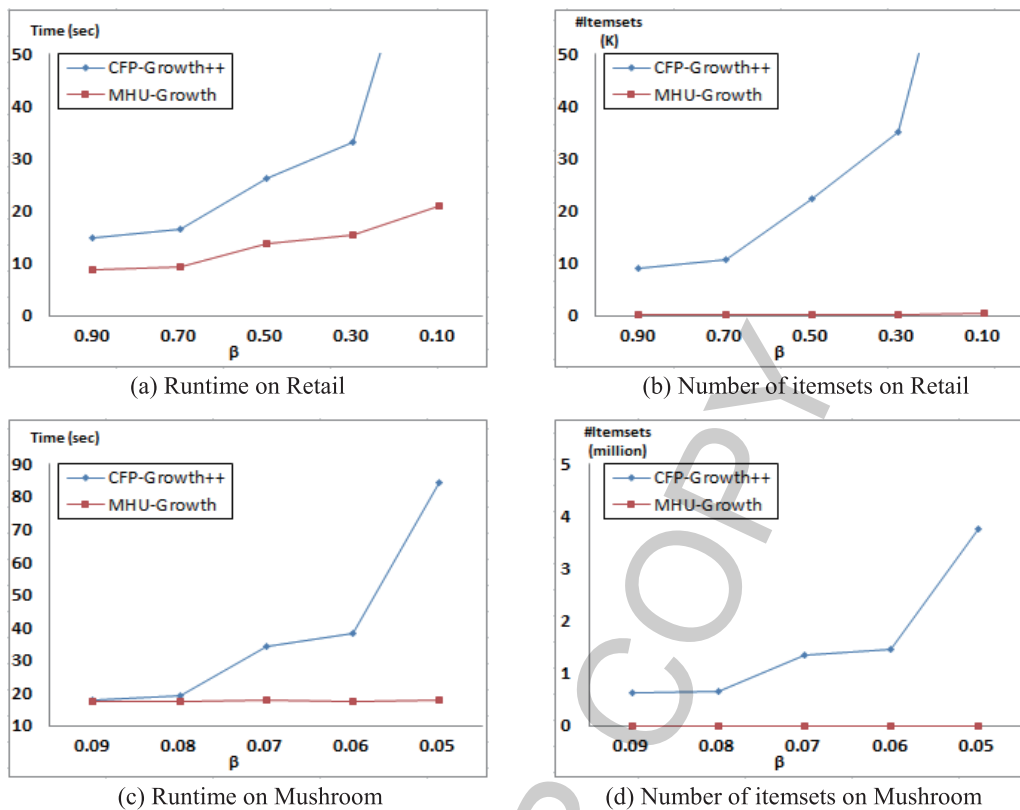 Time (sec)
50
40
30
20
10
0
CFP-Growth++
MHU-Growth
0.90 0.70 0.50 0.30 0.10
β
(a) Runtime on Retail
#Itemsets
(K)
50
40
30
20
10
0
CFP-Growth++
MHU-Growth
0.90 0.70 0.50 0.30 0.10
β
(b) Number of itemsets on Retail
Time (sec)
90
80
70
60
50
40
30
20
10
CFP-Growth++
MHU-Growth
0.09 0.08 0.07 0.06 0.05
β
(c) Runtime on Mushroom
#Itemsets
(million)
5
4
3
2
1
0
CFP-Growth++
MHU-Growth
0.09 0.08 0.07 0.06 0.05
β
(d) Number of itemsets on Mushroom
COPY